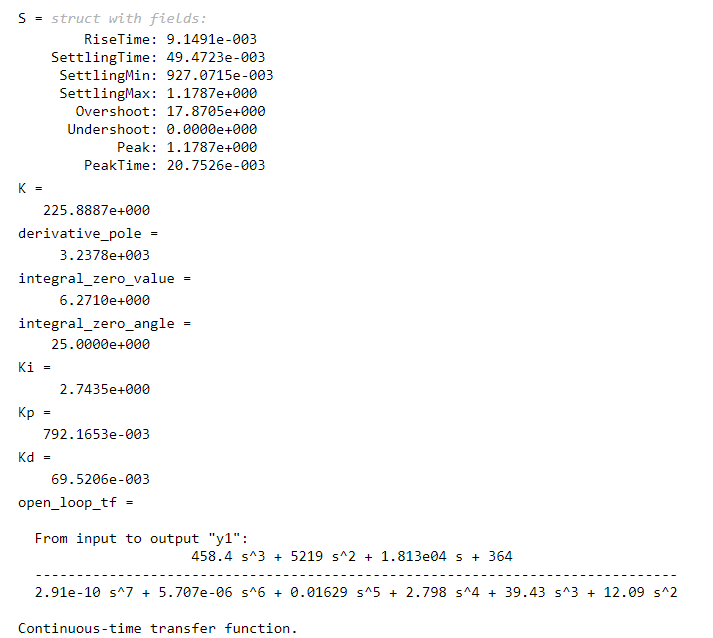 S = struct with fields:
RiseTime: 9.1491e-003
SettlingTime: 49.4723e-003
SettlingMin: 927.0715e-003
SettlingMax: 1.1787e+000
Overshoot: 17.8705e+000
Undershoot: 0.0000e+000
Peak: 1.1787e+000
PeakTime: 20.7526e-003
K =
225.8887e+000
derivative_pole =
3.2378e+003
integral_zero_value =
6.2710e+000
integral_zero_angle =
25.0000e+000
Ki =
2.7435e+000
Kp =
792.1653e-003
Kd =
69.5206e-003
open_loop_tf =
From input to output "y1":
458.4 s^3 + 5219 s^2 + 1.813e04 s + 364
-----------------------------------------------------------------------------
2.91e-10 s^7 + 5.707e-06 s^6 + 0.01629 s^5 + 2.798 s^4 + 39.43 s^3 + 12.09 s^2
Continuous-time transfer function.